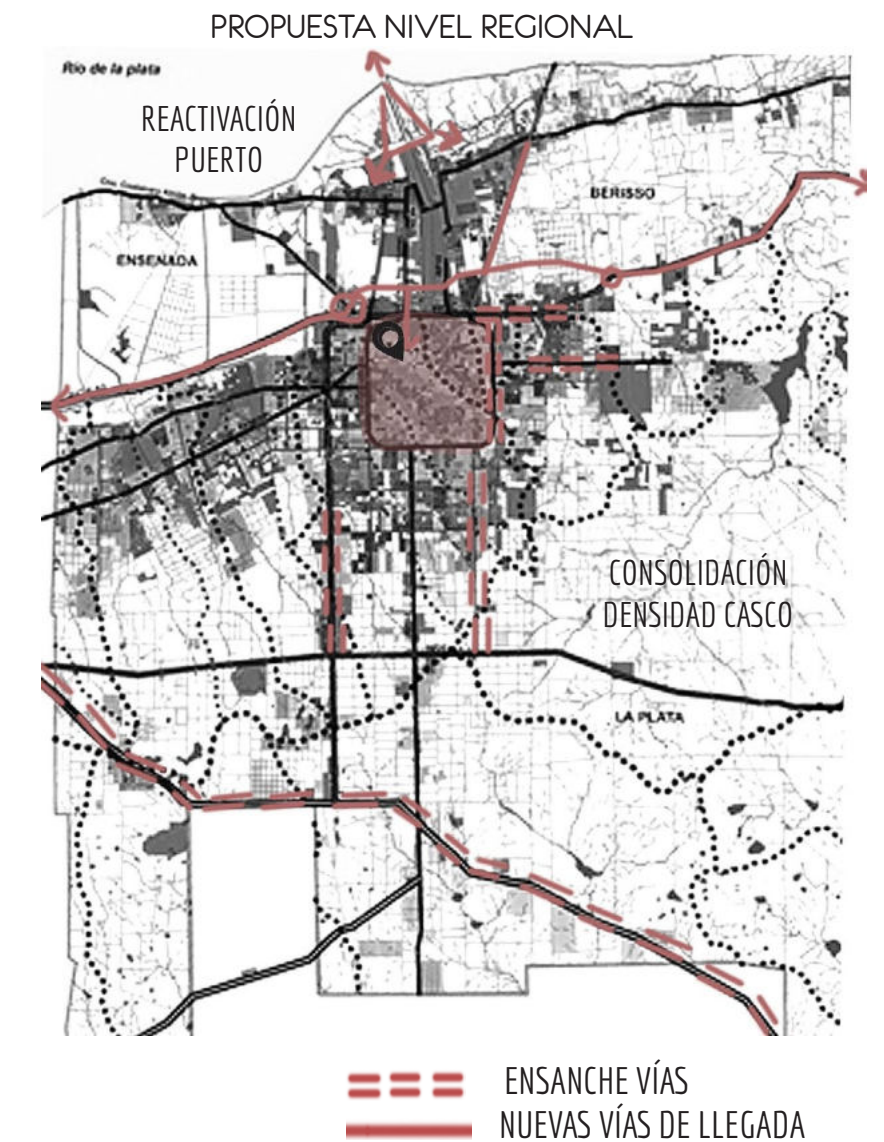 PROPUESTA NIVEL REGIONAL
Río de la plata
REACTIVACIÓN
PUERTO
BERISSO
ENSENADA
CONSOLIDACIÓN
DENSIDAD CASCO
LA PLATA
ENSANCHE VÍAS
NUEVAS VÍAS DE LLEGADA